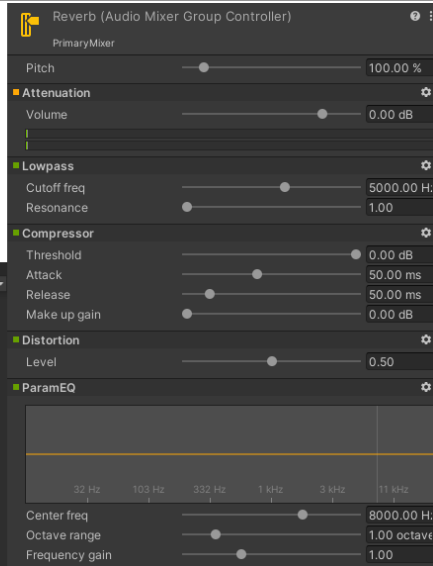 Reverb (Audio Mixer Group Controller)
PrimaryMixer
Pitch 100.00 %
Attenuation
Volume 0.00 dB
Lowpass
Cutoff freq 5000.00 Hz
Resonance 1.00
Compressor
Threshold 0.00 dB
Attack 50.00 ms
Release 50.00 ms
Make up gain 0.00 dB
Distortion
Level 0.50
ParamEQ
32 Hz 103 Hz 332 Hz 1 kHz 3 kHz 11 kHz
Center freq 8000.00 Hz
Octave range 1.00 octave
Frequency gain 1.00